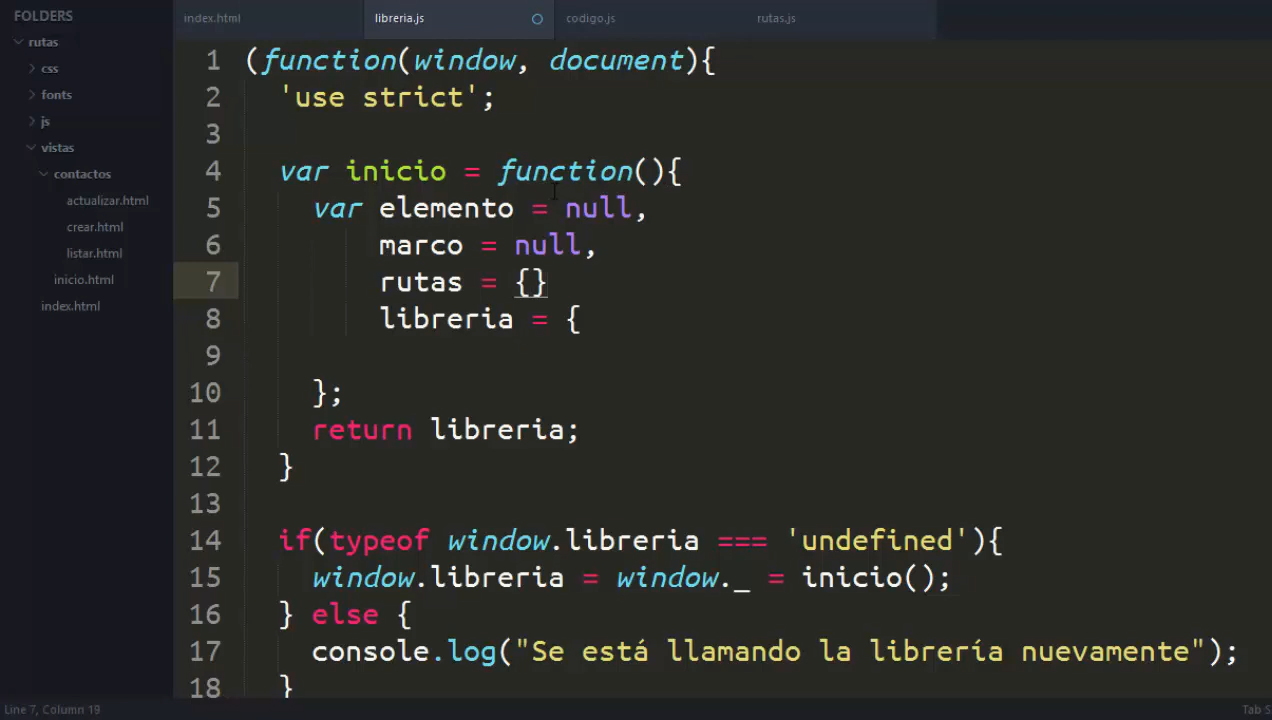 FOLDERS
rutas
css
fonts
js
vistas
contactos
actualizar.html
crear.html
listar.html
inicio.html
index.html
index.html libreria.js codigo.js rutas.js
1 (function(window, document){
2 'use strict';
3
4 var inicio = function(){
5 var elemento = null,
6 marco = null,
7 rutas = {}
8 libreria = {
9
10 };
11 return libreria;
12 }
13
14 if(typeof window.libreria === 'undefined'){
15 window.libreria = window._ = inicio();
16 } else {
17 console.log("Se está llamando la librería nuevamente");
18 }
Line 7, Column 19
Tab S